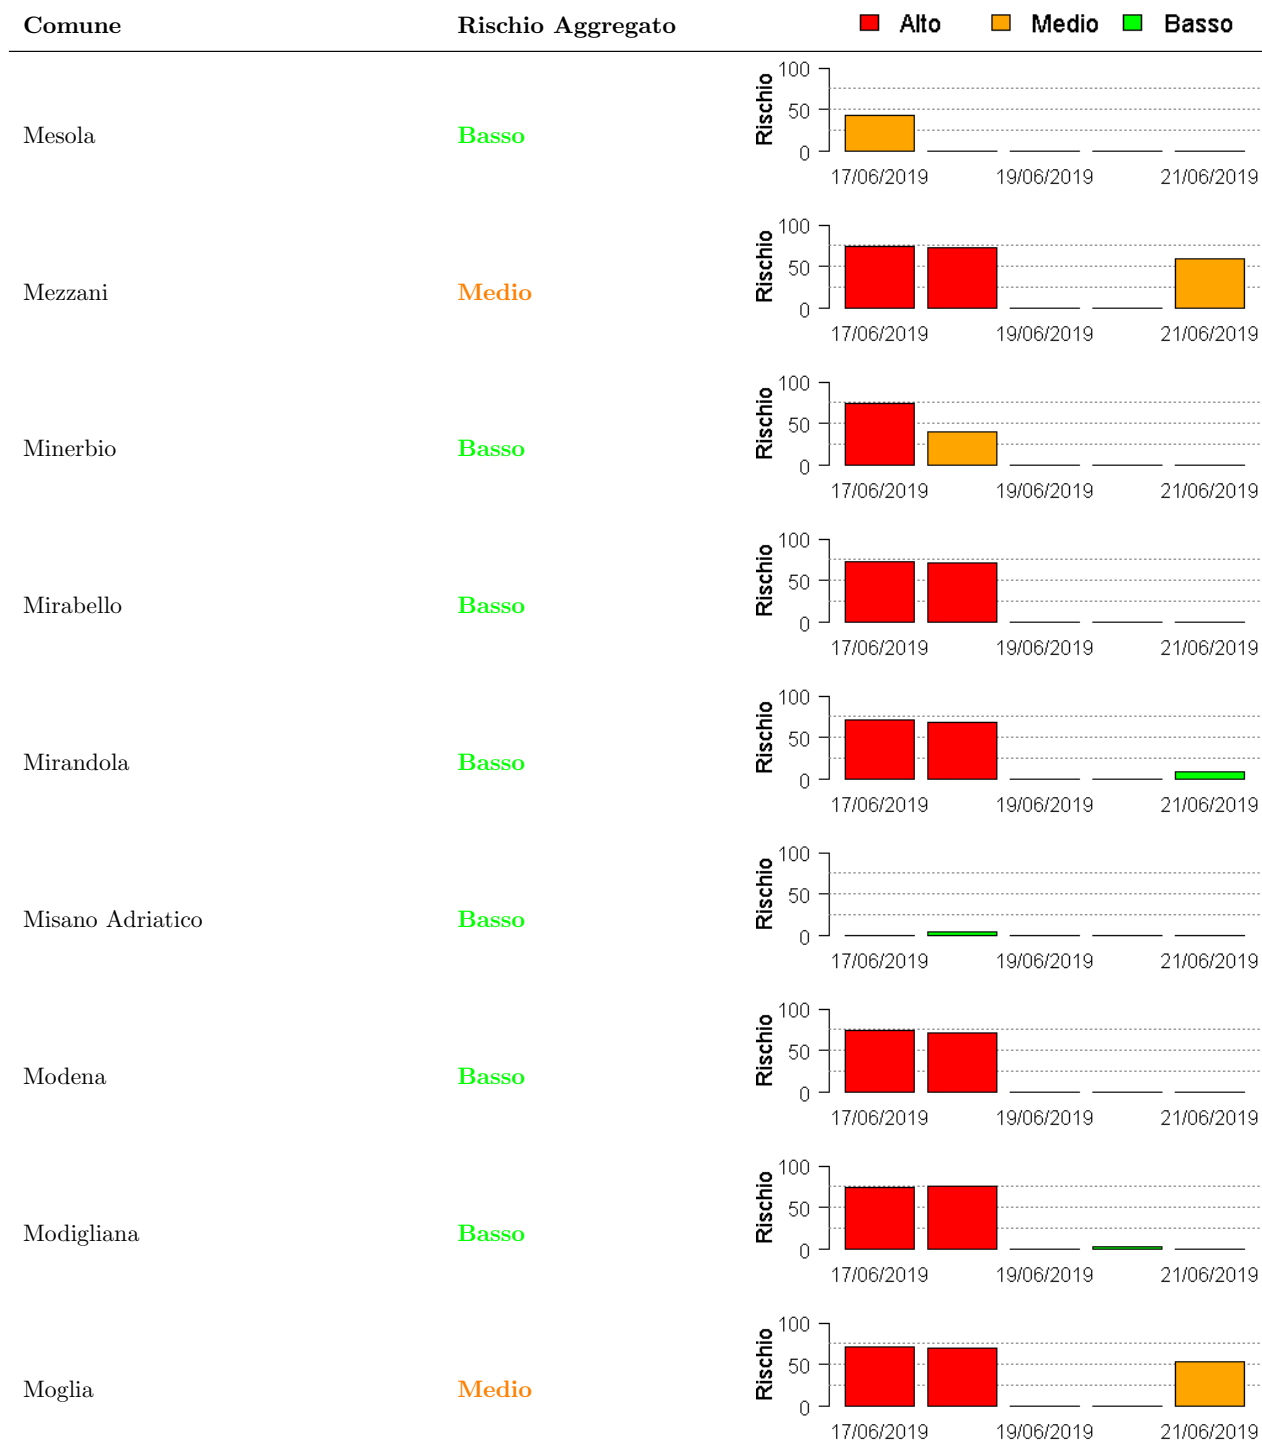 Comune Rischio Aggregato Alto Medio Basso
100
50
0
Rischio
Mesola Basso
17/06/2019 19/06/2019 21/06/2019
100
50
0
Rischio
Mezzani Medio
17/06/2019 19/06/2019 21/06/2019
100
50
0
Rischio
Minerbio Basso
17/06/2019 19/06/2019 21/06/2019
100
50
0
Rischio
Mirabello Basso
17/06/2019 19/06/2019 21/06/2019
100
50
0
Rischio
Mirandola Basso
17/06/2019 19/06/2019 21/06/2019
100
50
0
Rischio
Misano Adriatico Basso
17/06/2019 19/06/2019 21/06/2019
100
50
0
Rischio
Modena Basso
17/06/2019 19/06/2019 21/06/2019
100
50
0
Rischio
Modigliana Basso
17/06/2019 19/06/2019 21/06/2019
100
50
0
Rischio
Moglia Medio
17/06/2019 19/06/2019 21/06/2019